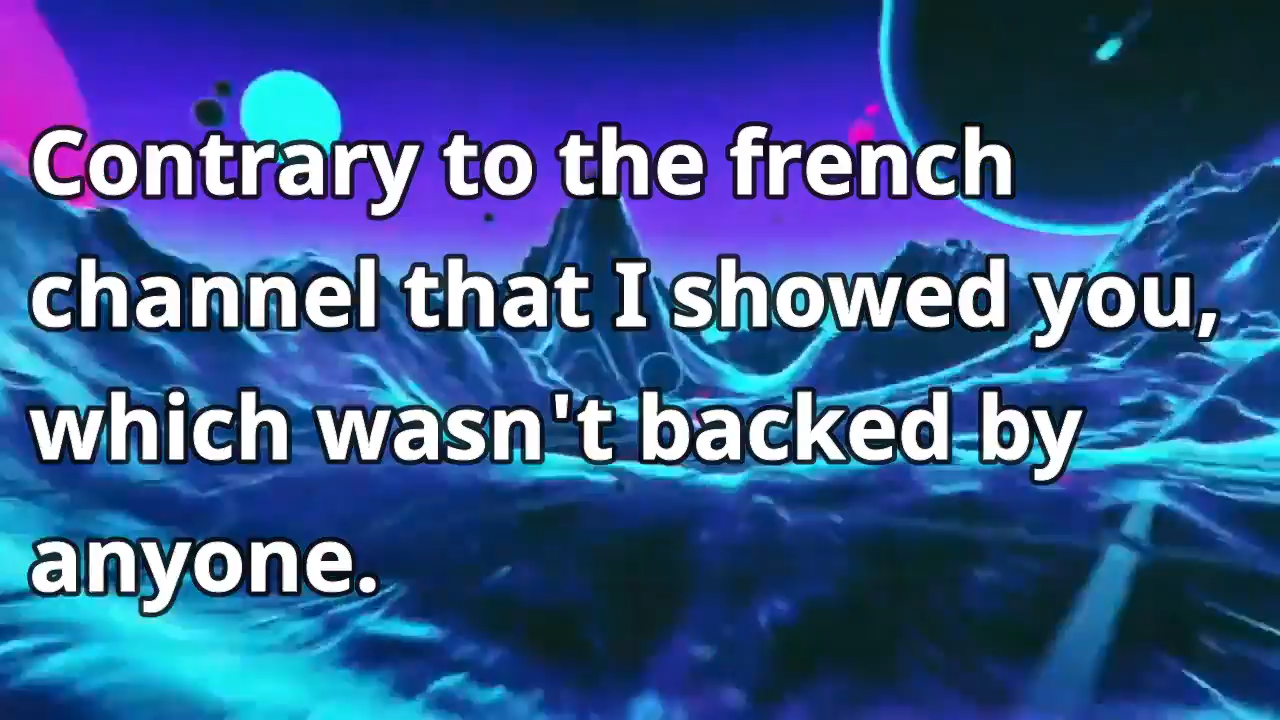 Contrary to the french
channel that I showed you,
which wasn't backed by
anyone.